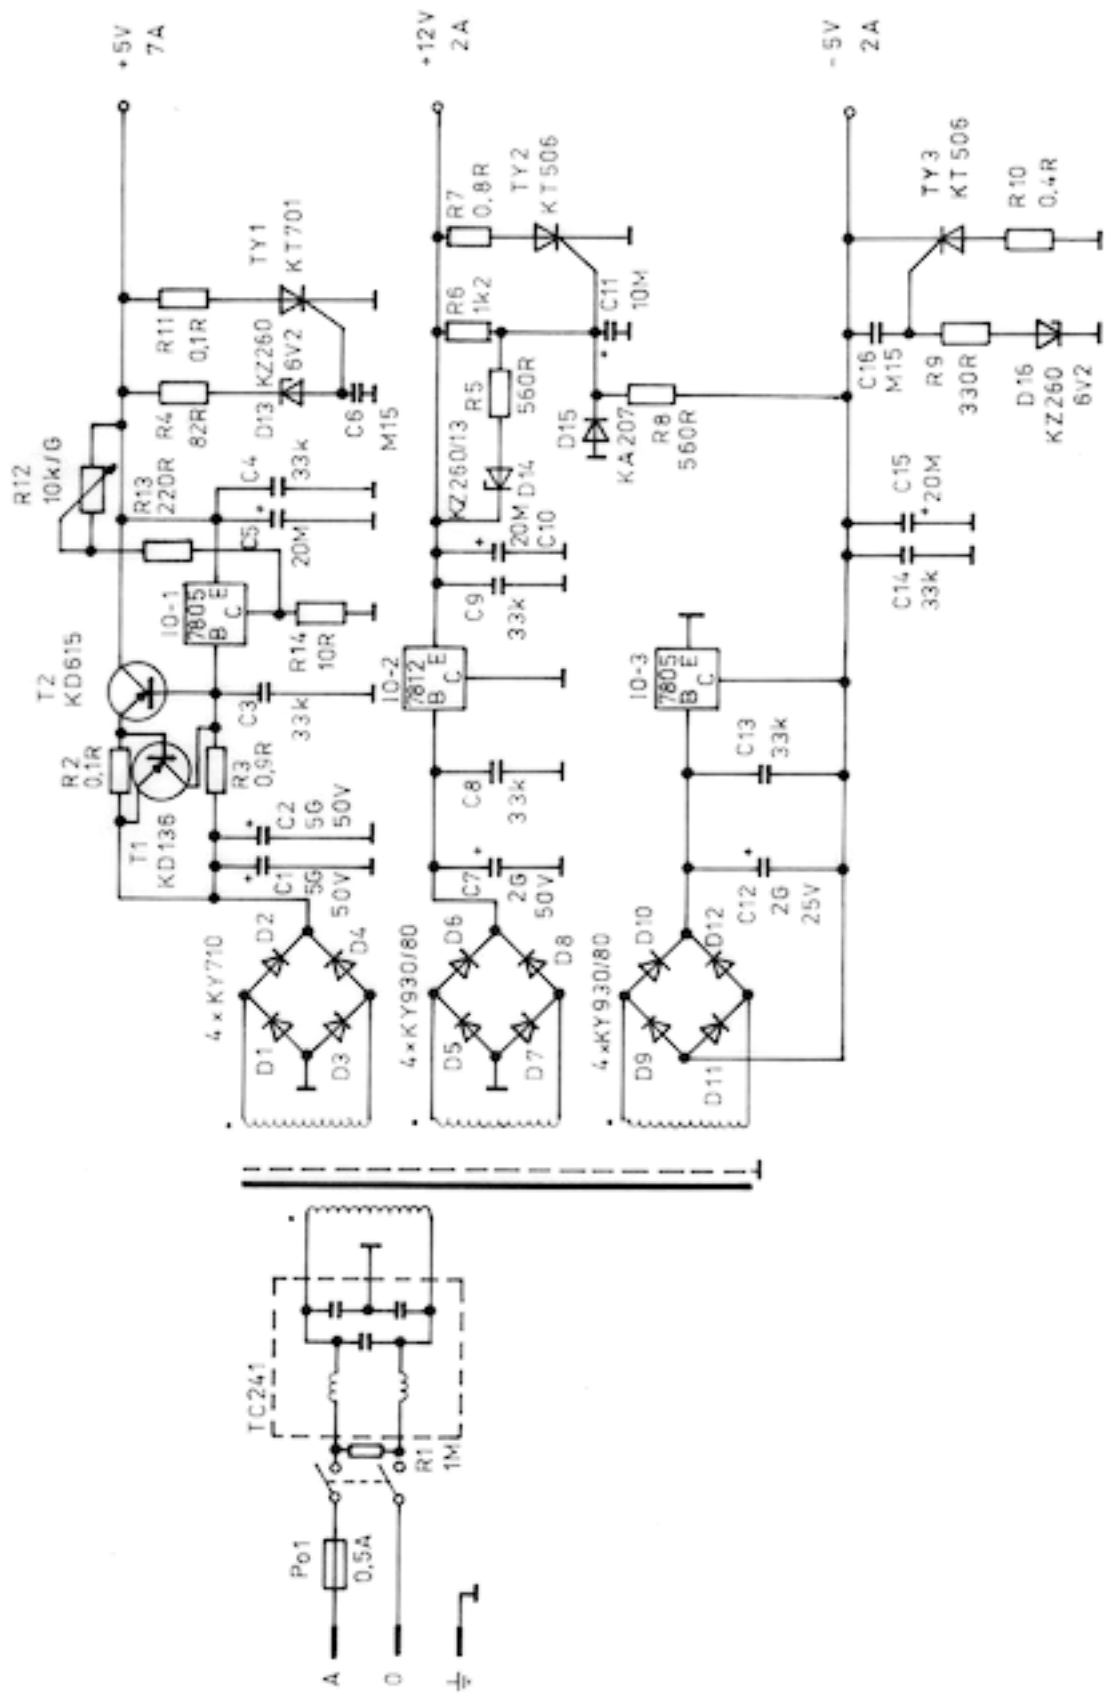 +5V
7A
+12V
2A
-5V
2A
R12
10k/G
R13
220R
R4
82R
R11
0,1R
TY1
KT701
D13
KZ260
6V2
C6
M15
C4
33k
C5
20M
IO-1
7805
B
E
C
R14
10R
T2
KD615
C3
33k
R2
0,1R
R3
0,9R
T1
KD136
C1
5G
50V
C2
5G
50V
4×KY710
D1
D2
D3
D4
R7
0,8R
TY2
KT506
R6
1k2
C11
10M
R5
560R
KZ260/13
D14
D15
KA207
R8
560R
20M
C10
C9
33k
IO-2
7812
B
E
C
C8
33k
C7
2G
50V
4×KY930/80
D5
D6
D7
D8
TY3
KT506
R10
0,4R
C16
M15
R9
330R
D16
KZ260
6V2
C15
20M
C14
33k
IO-3
7805
B
E
C
C13
33k
C12
2G
25V
4×KY930/80
D9
D10
D11
D12
TC241
R1
1M
Po1
0,5A
A
0